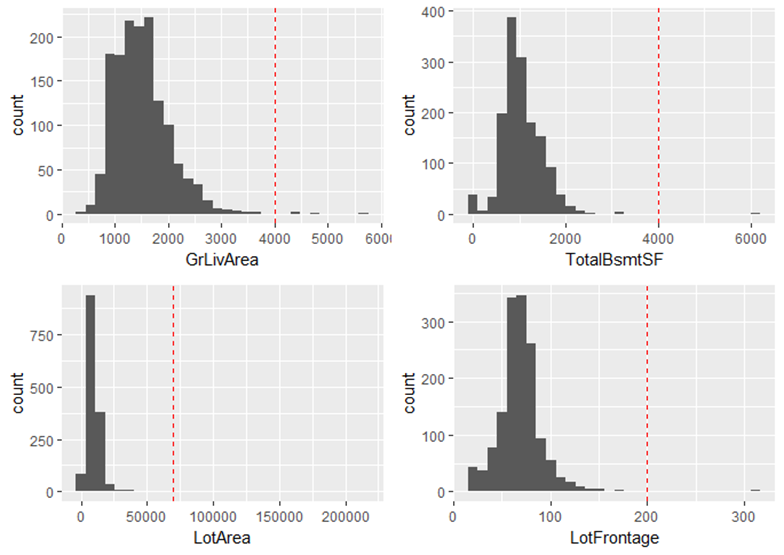 200
150
100
50
0
count
0 1000 2000 3000 4000 5000 6000
GrLivArea
400
300
200
100
0
count
0 2000 4000 6000
TotalBsmtSF
750
500
250
0
count
0 50000 100000 150000 200000
LotArea
300
200
100
0
count
0 100 200 300
LotFrontage